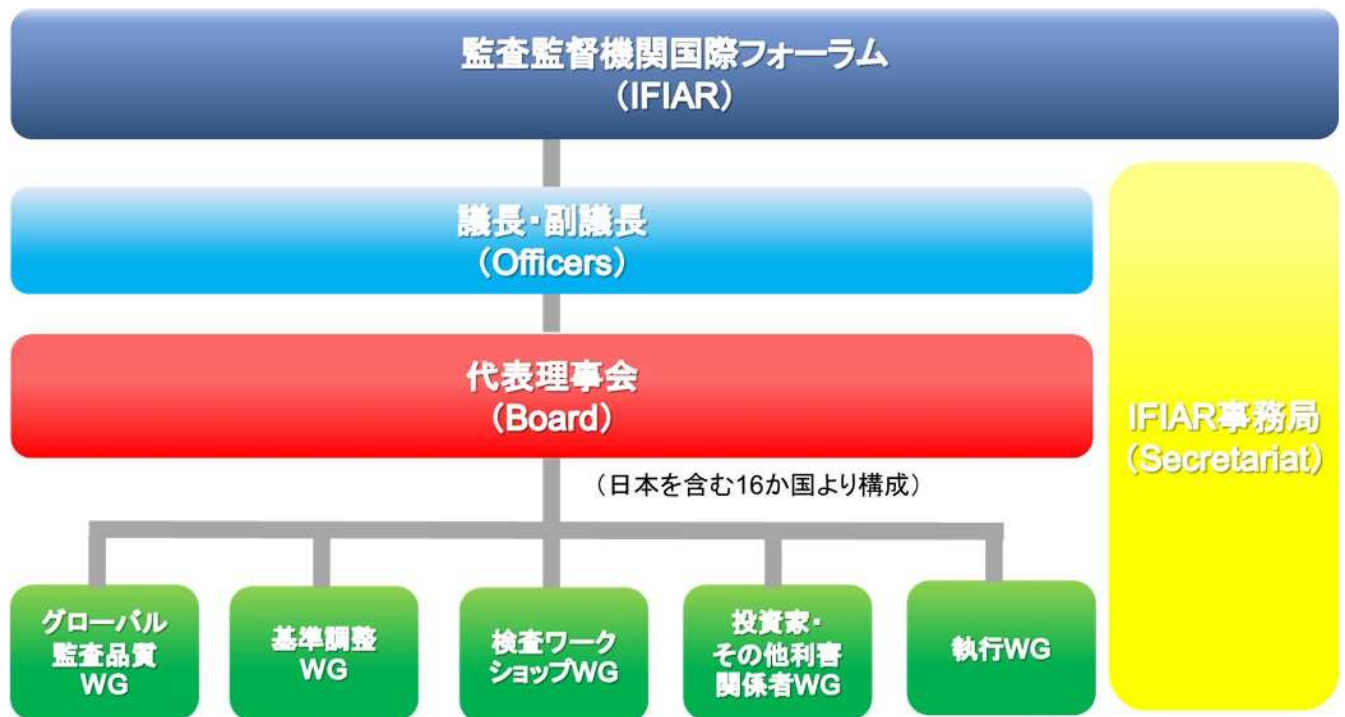 監査監督機関国際フォーラム
（IFIAR）
議長・副議長
（Officers）
代表理事会
（Board）
（日本を含む16か国より構成）
IFIAR事務局
（Secretariat）
グローバル
監査品質
WG
基準調整
WG
検査ワーク
ショップWG
投資家・
その他利害
関係者WG
執行WG